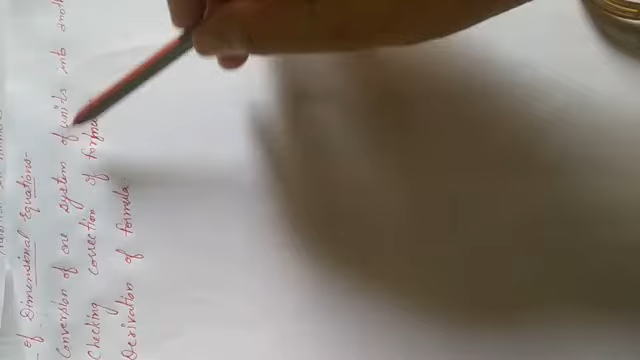 of Dimensional Equations-
Conversion of one system of units into
Checking correction of
Derivation of formula.